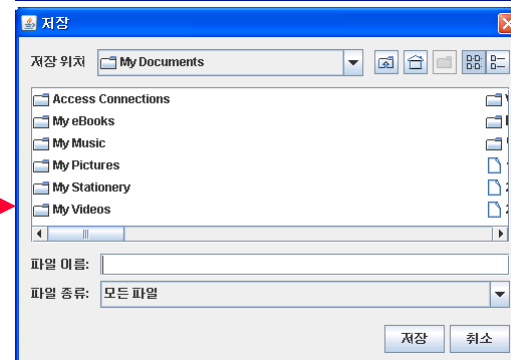 저장
저장 위치 My Documents
Access Connections
My eBooks
My Music
My Pictures
My Stationery
My Videos
파일 이름:
파일 종류: 모든 파일
저장 취소